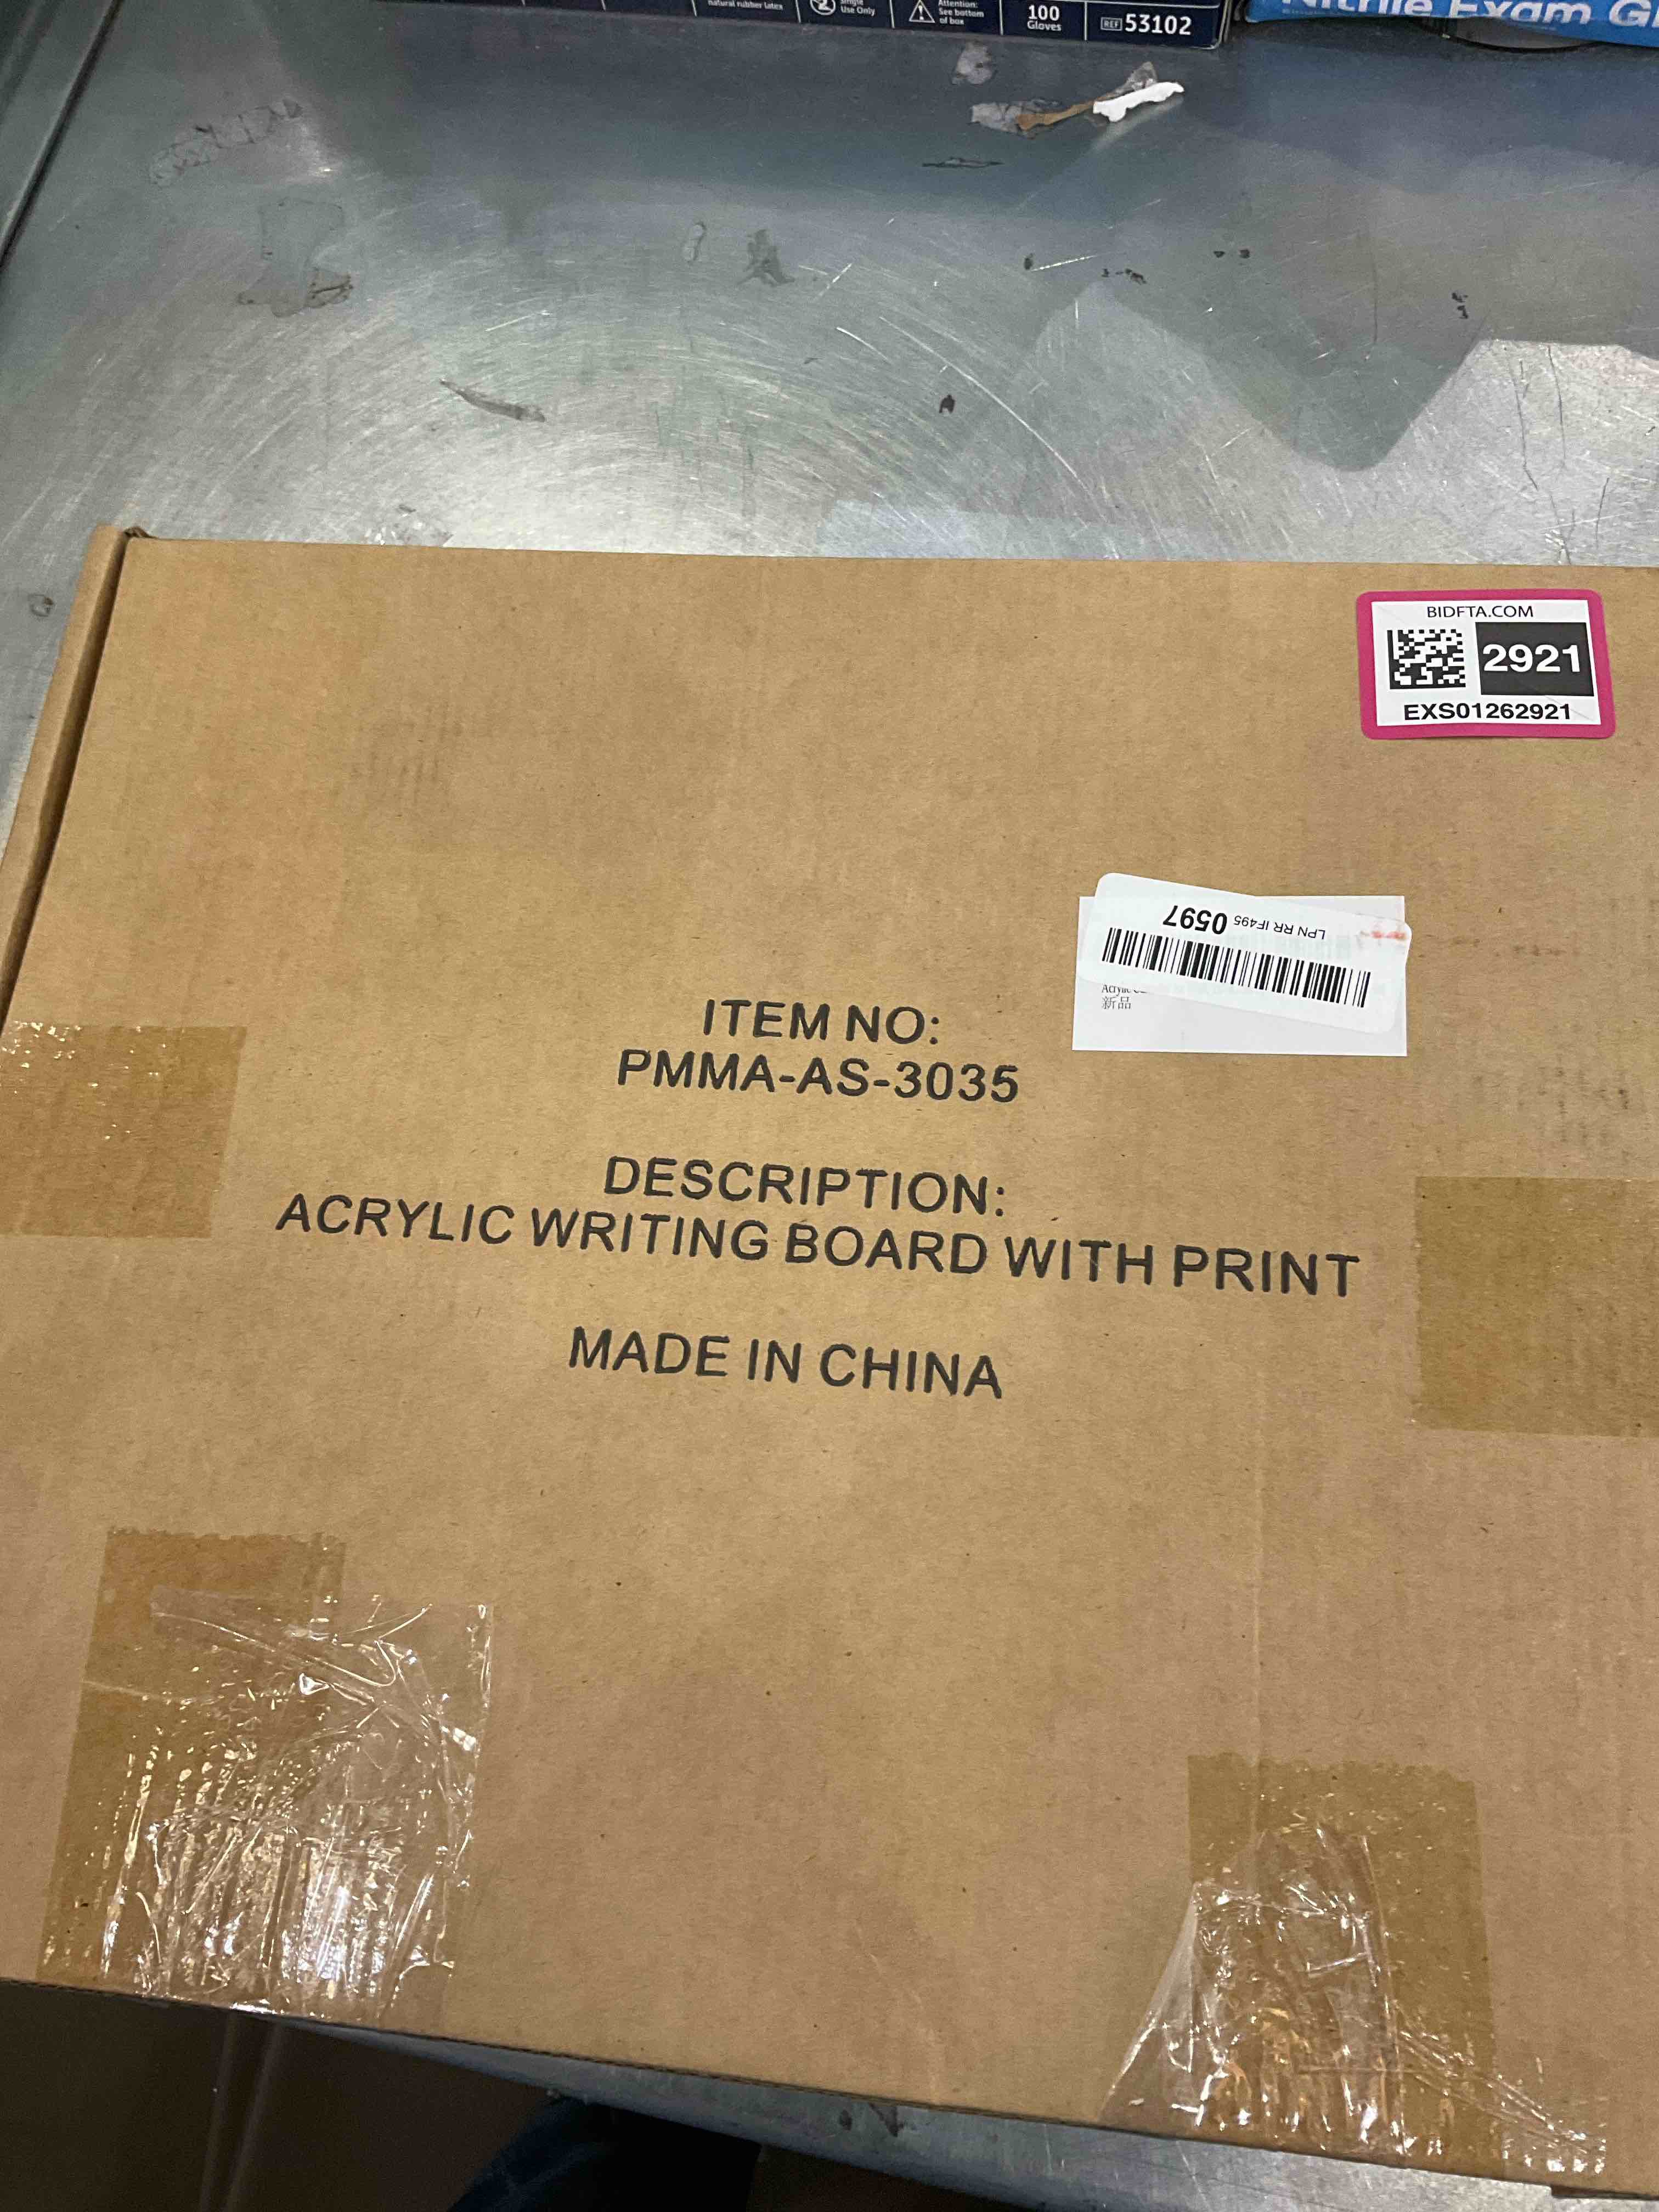 natural rubber latex
Use Only
Attention:
See bottom
of box
100
Gloves
REF 53102
Nitrile Exam
BIDFTA.COM
2921
EXS01262921
LPN RR IF495 0597
新品
ITEM NO:
PMMA-AS-3035
DESCRIPTION:
ACRYLIC WRITING BOARD WITH PRINT
MADE IN CHINA